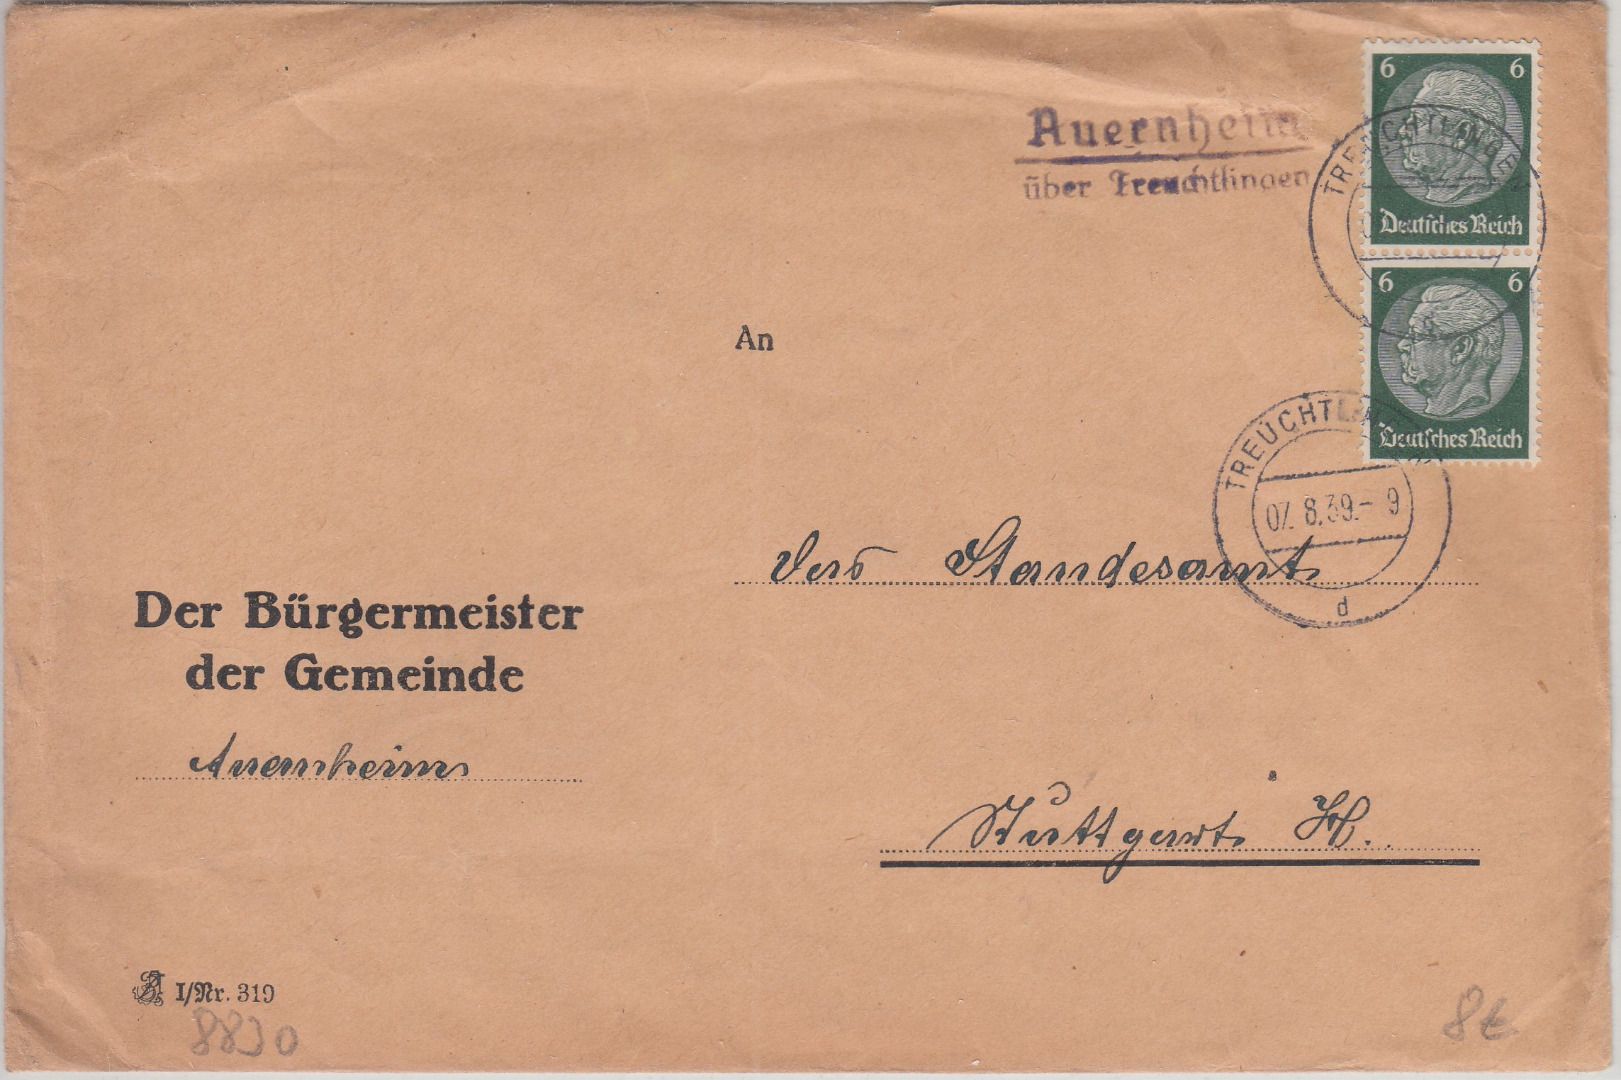 Auernheim
über Treuchtlingen
6 6
Deutsches Reich
6 6
Deutsches Reich
TREUCHTLINGEN
TREUCHTLINGEN
07. 8.39.- 9
d
An
Das Standesamt
Stuttgart
Der Bürgermeister
der Gemeinde
Auernheim
I/Nr. 319
8830
8€